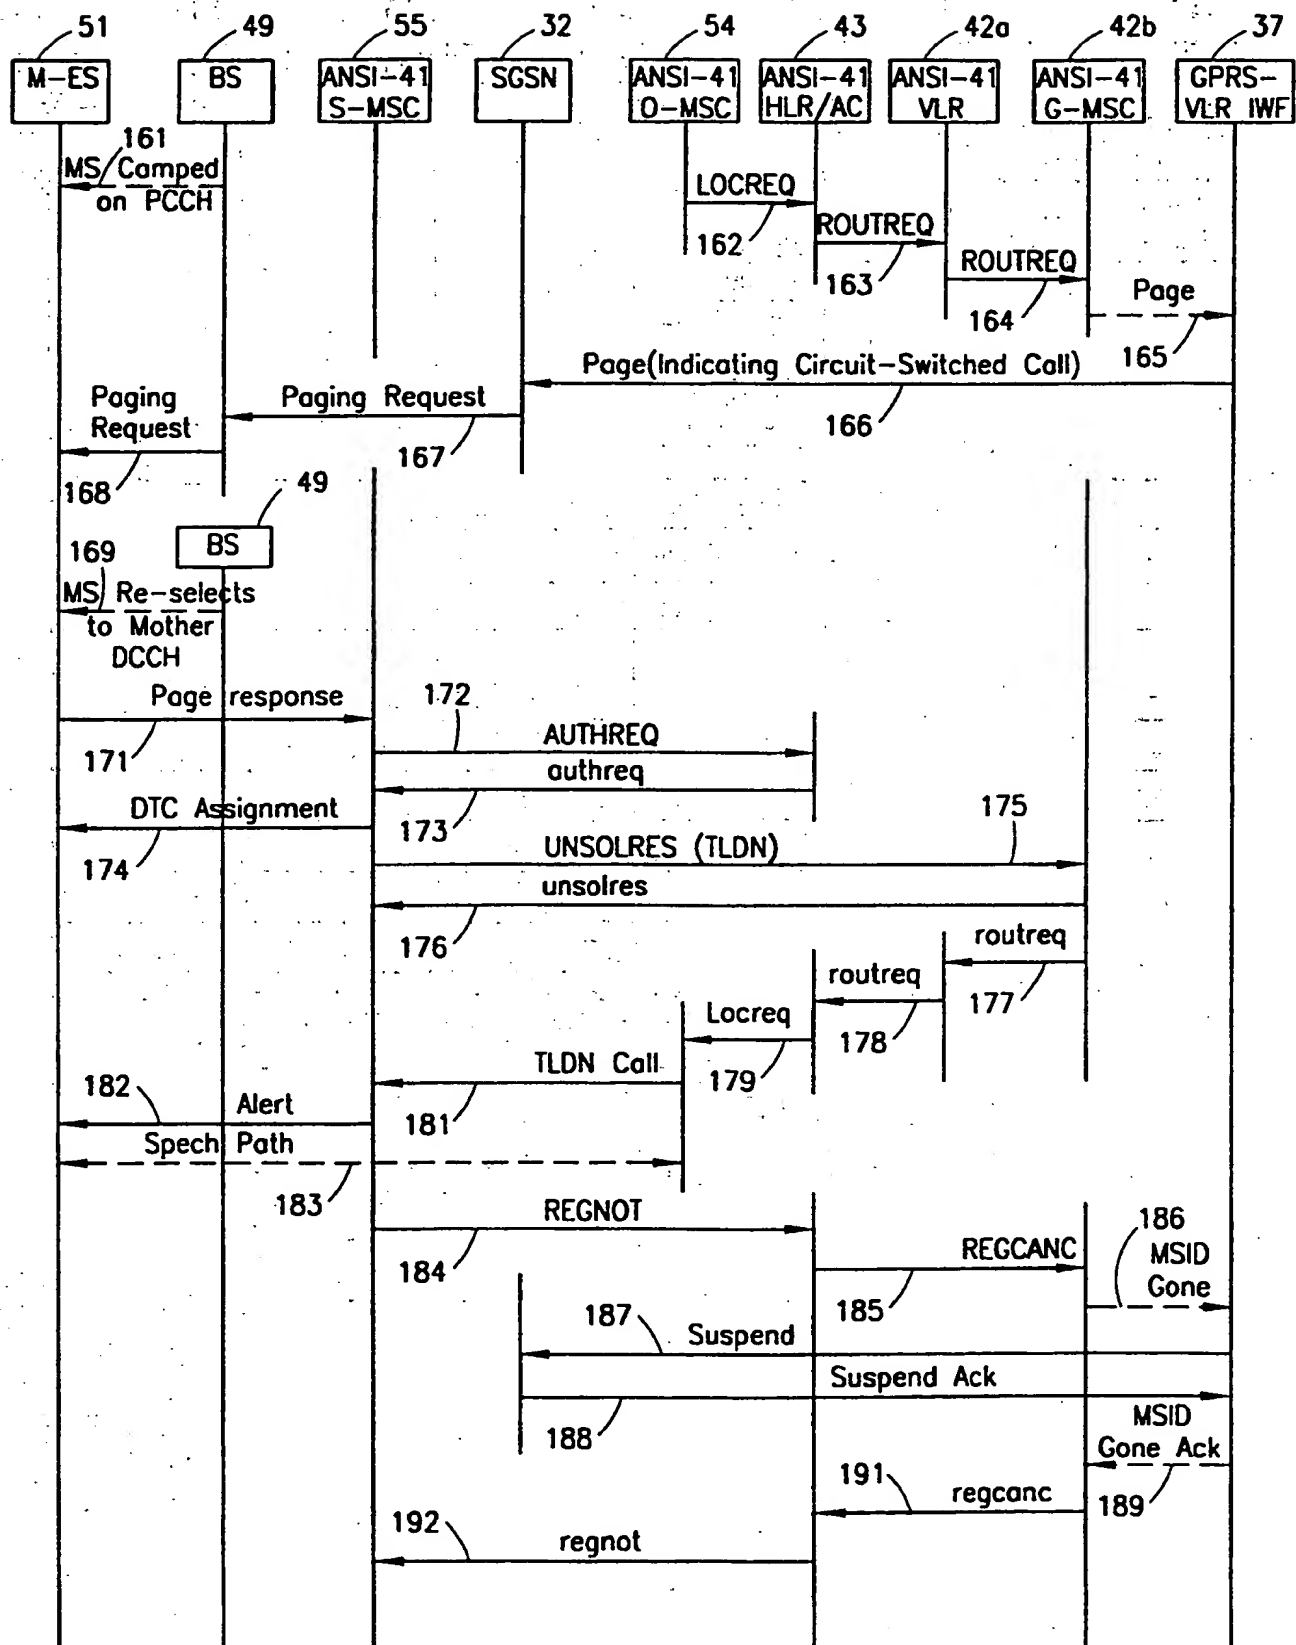 51 49 55 32 54 43 42a 42b 37
M-ES BS ANSI-41 S-MSC SGSN ANSI-41 O-MSC ANSI-41 HLR/AC ANSI-41 VLR ANSI-41 G-MSC GPRS- VLR IWF
161
MS Camped
on PCCH
LOCREQ
162
ROUTREQ
163
ROUTREQ
164
Page
165
Page(Indicating Circuit-Switched Call)
166
Paging Request
167
Paging
Request
168
49
BS
169
MS Re-selects
to Mother
DCCH
Page response
171
172
AUTHREQ
authreq
173
DTC Assignment
174
175
UNSOLRES (TLDN)
unsolres
176
routreq
177
routreq
178
Locreq
179
TLDN Call
181
182
Alert
Spech Path
183
REGNOT
184
REGCANC
185
186
MSID
Gone
187
Suspend
Suspend Ack
188
MSID
Gone Ack
189
191
regcanc
192
regnot